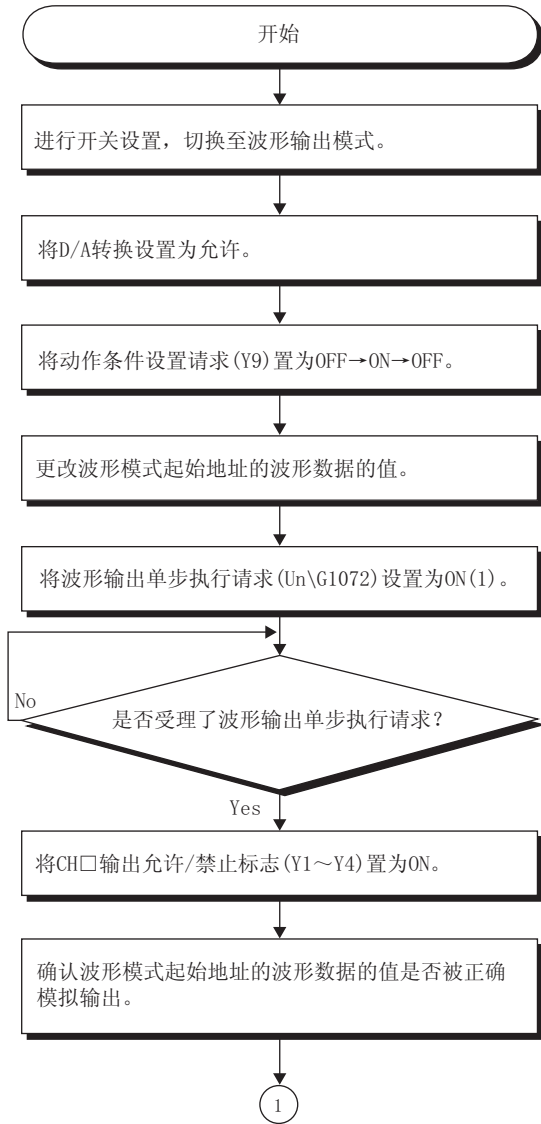 开始
进行开关设置，切换至波形输出模式。
将D/A转换设置为允许。
将动作条件设置请求(Y9)置为OFF→ON→OFF。
更改波形模式起始地址的波形数据的值。
将波形输出单步执行请求(Un\G1072)设置为ON(1)。
No
是否受理了波形输出单步执行请求？
Yes
将CH□输出允许/禁止标志(Y1～Y4)置为ON。
确认波形模式起始地址的波形数据的值是否被正确
模拟输出。
1